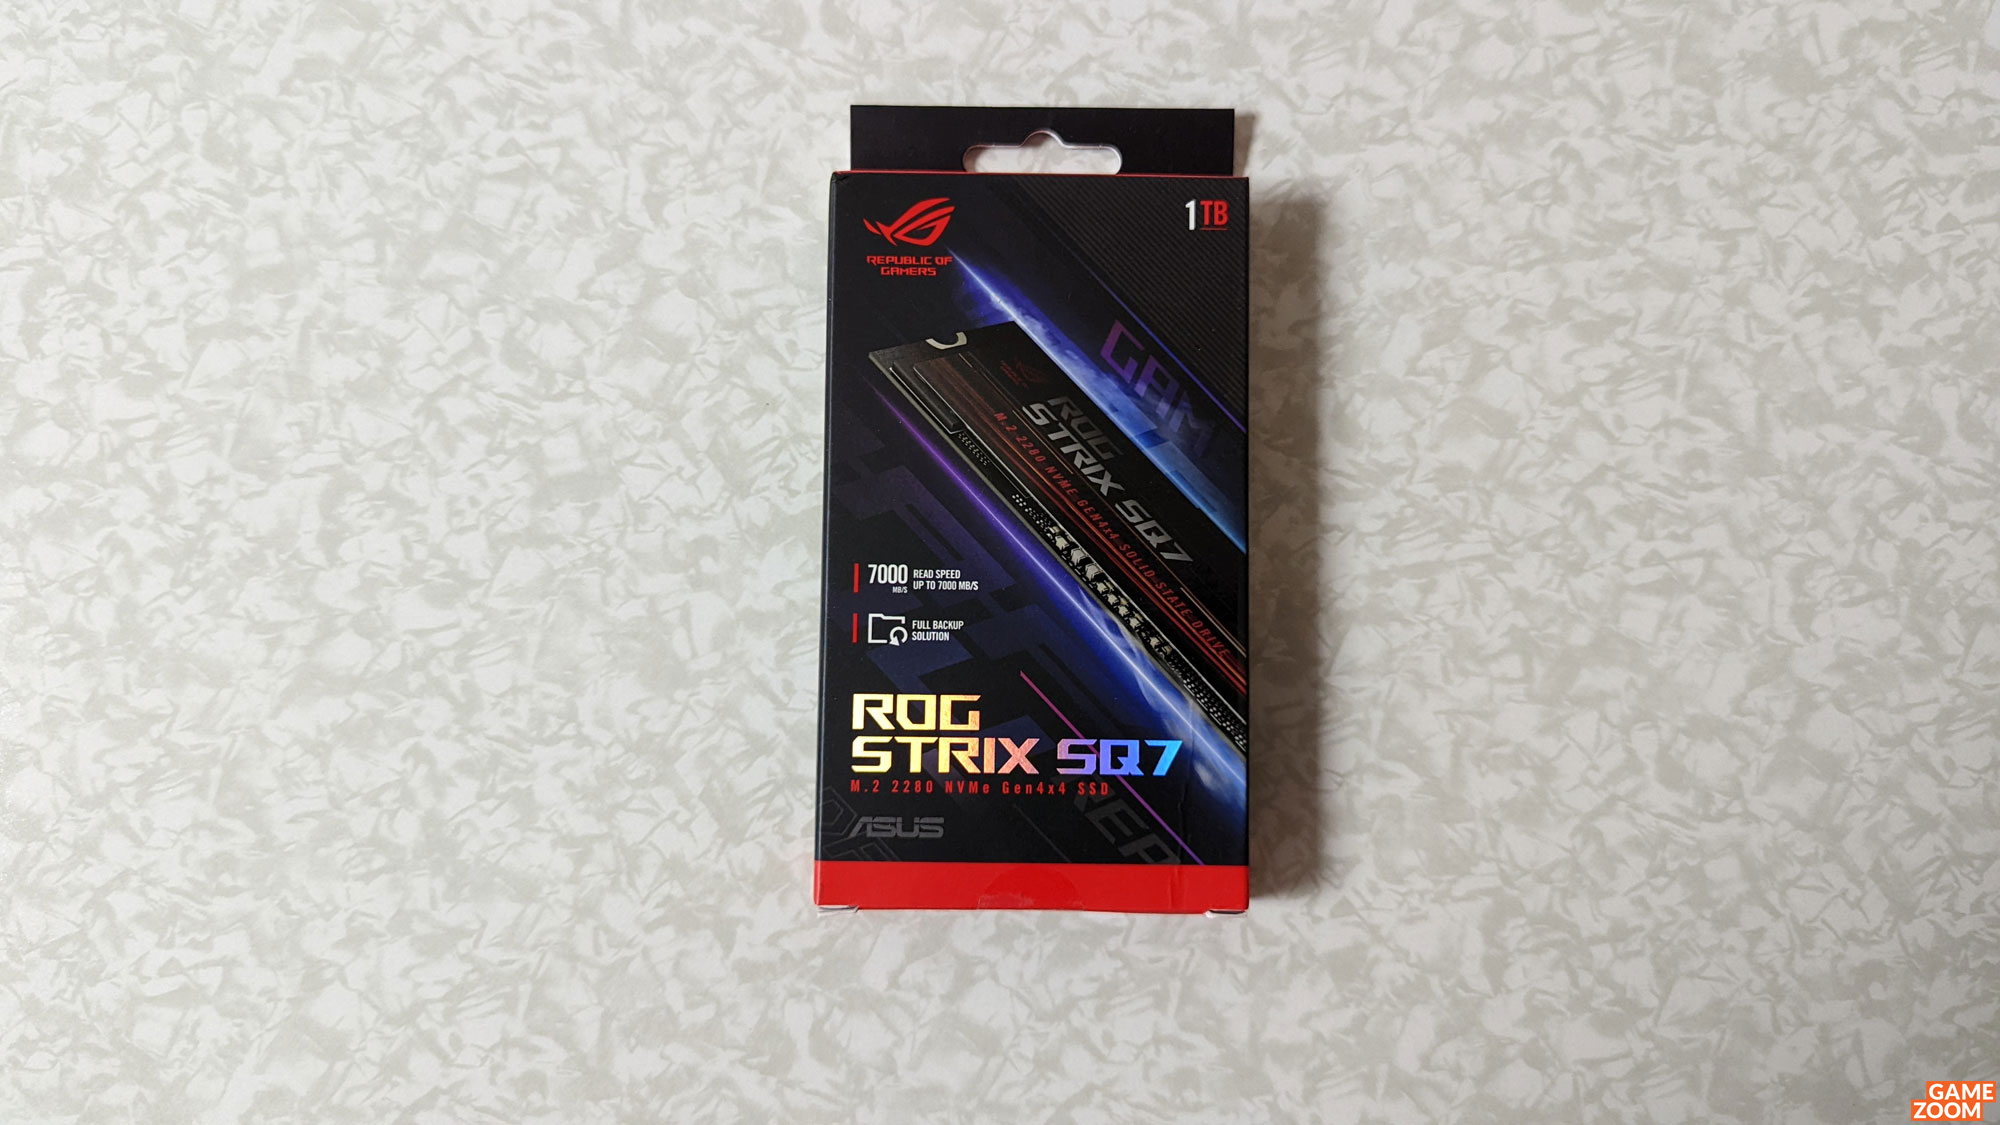 REPUBLIC OF
GAMERS
1TB
GAM
ROG
STRIX SQ7
M.2 2280 NVME GEN4x4 SOLID-STATE DRIVE
7000
MB/S
READ SPEED
UP TO 7000 MB/S
FULL BACKUP
SOLUTION
ROG
STRIX SQ7
M.2 2280 NVMe Gen4x4 SSD
ASUS
GAME
ZOOM